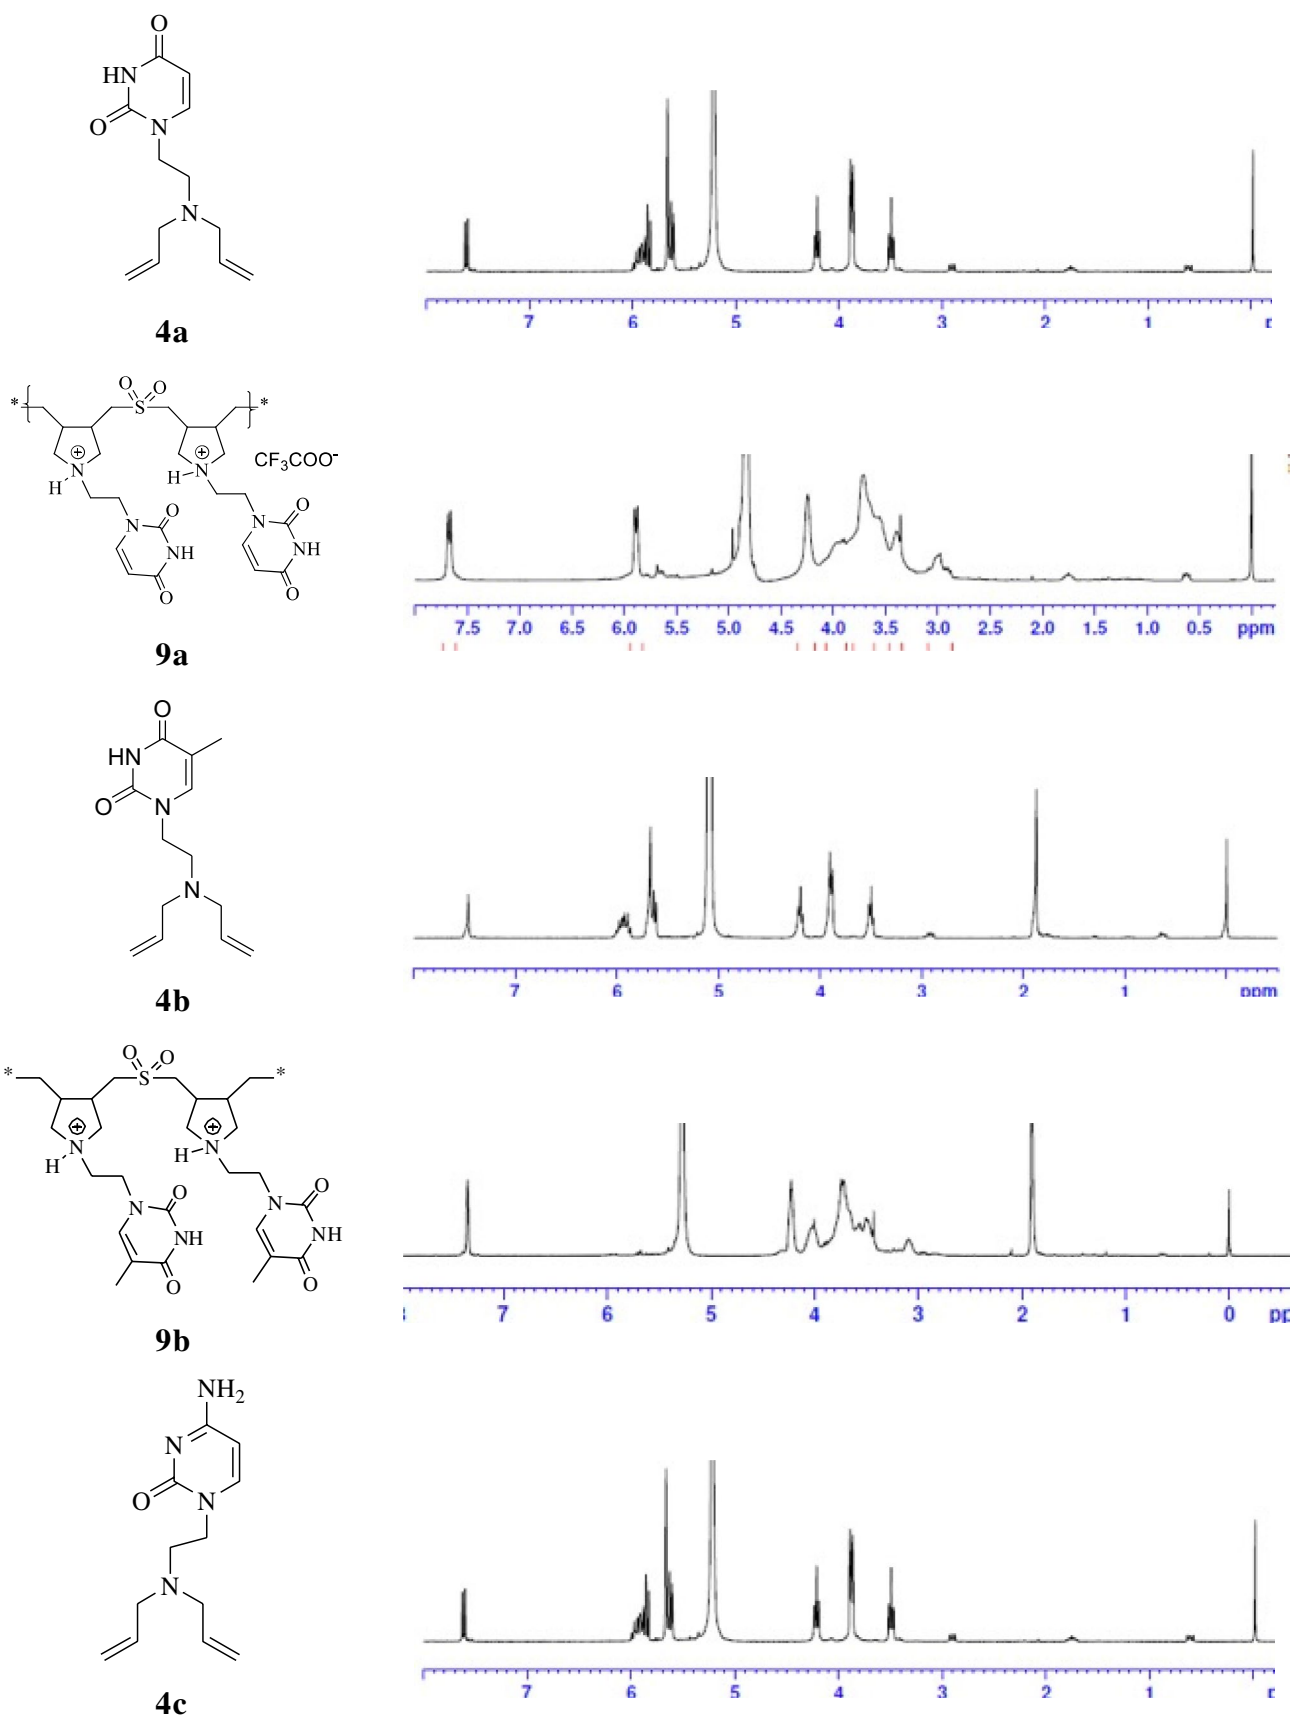 O
HN
O
N
N
4a
7 6 5 4 3 2 1
O O
* S *
⊕ ⊕
N N CF₃COO⁻
H H
N O N O
NH NH
O O
9a
7.5 7.0 6.5 6.0 5.5 5.0 4.5 4.0 3.5 3.0 2.5 2.0 1.5 1.0 0.5 ppm
O
HN
O N
N
4b
7 6 5 4 3 2 1 ppm
O O
* S *
⊕ ⊕
N N
H H
N O N O
NH NH
O O
9b
7 6 5 4 3 2 1 0 pp
NH₂
N
O N
N
4c
7 6 5 4 3 2 1